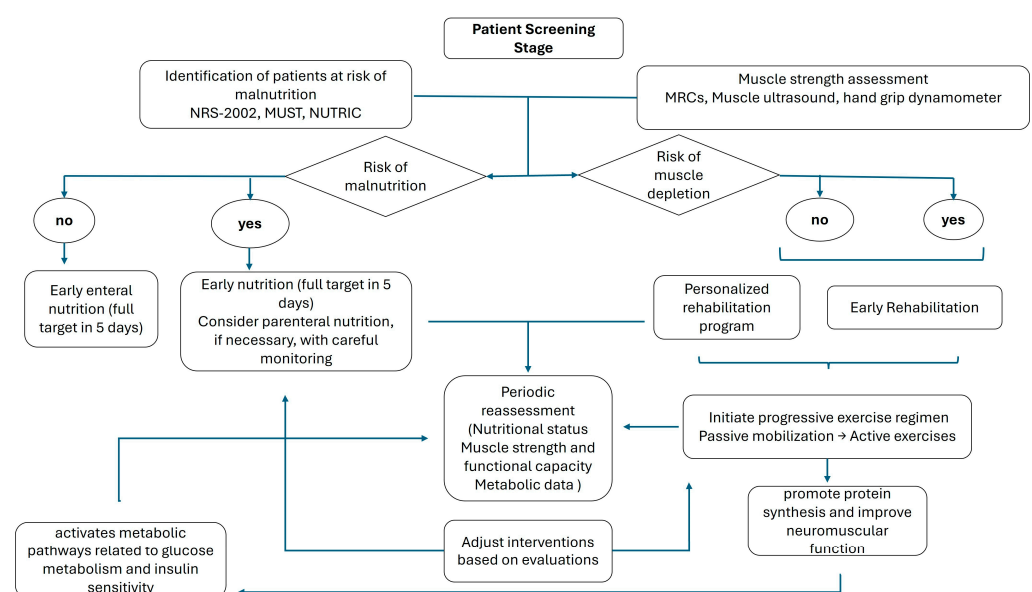 Patient Screening
Stage
Identification of patients at risk of
malnutrition
NRS-2002, MUST, NUTRIC
Muscle strength assessment
MRCs, Muscle ultrasound, hand grip dynamometer
Risk of
malnutrition
Risk of
muscle
depletion
no
yes
no
yes
Early enteral
nutrition (full
target in 5 days)
Early nutrition (full target in 5
days)
Consider parenteral nutrition,
if necessary, with careful
monitoring
Personalized
rehabilitation
program
Early Rehabilitation
Periodic
reassessment
(Nutritional status
Muscle strength and
functional capacity
Metabolic data )
Initiate progressive exercise regimen
Passive mobilization → Active exercises
promote protein
synthesis and improve
neuromuscular
function
activates metabolic
pathways related to glucose
metabolism and insulin
sensitivity
Adjust interventions
based on evaluations